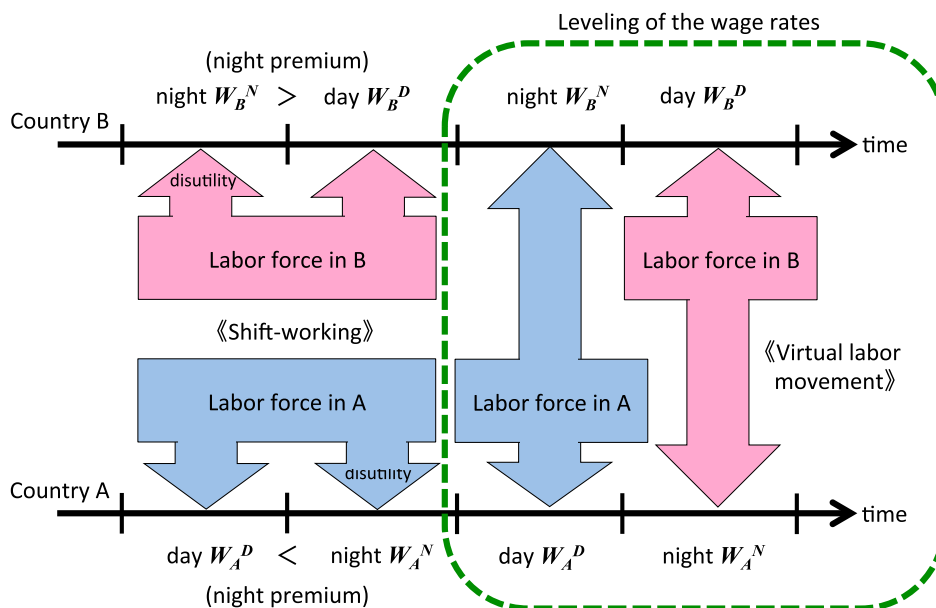 Leveling of the wage rates
(night premium)
night W_B^N > day W_B^D night W_B^N day W_B^D
Country B
time
disutility
Labor force in B
Labor force in B
《Shift-working》
《Virtual labor
movement》
Labor force in A
Labor force in A
disutility
Country A
time
day W_A^D < night W_A^N day W_A^D night W_A^N
(night premium)